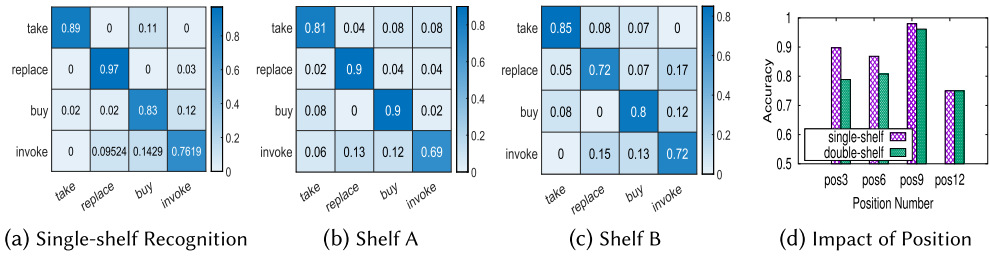 take 0.89 0 0.11 0
replace 0 0.97 0 0.03
buy 0.02 0.02 0.83 0.12
invoke 0 0.09524 0.1429 0.7619
take replace buy invoke
0.8
0.6
0.4
0.2
0
(a) Single-shelf Recognition
take 0.81 0.04 0.08 0.08
replace 0.02 0.9 0.04 0.04
buy 0.08 0 0.9 0.02
invoke 0.06 0.13 0.12 0.69
take replace buy invoke
0.8
0.6
0.4
0.2
0
(b) Shelf A
take 0.85 0.08 0.07 0
replace 0.05 0.72 0.07 0.17
buy 0.08 0 0.8 0.12
invoke 0 0.15 0.13 0.72
take replace buy invoke
0.8
0.6
0.4
0.2
0
(c) Shelf B
Accuracy
1
0.9
0.8
0.7
0.6
0.5
single-shelf
double-shelf
pos3 pos6 pos9 pos12
Position Number
(d) Impact of Position